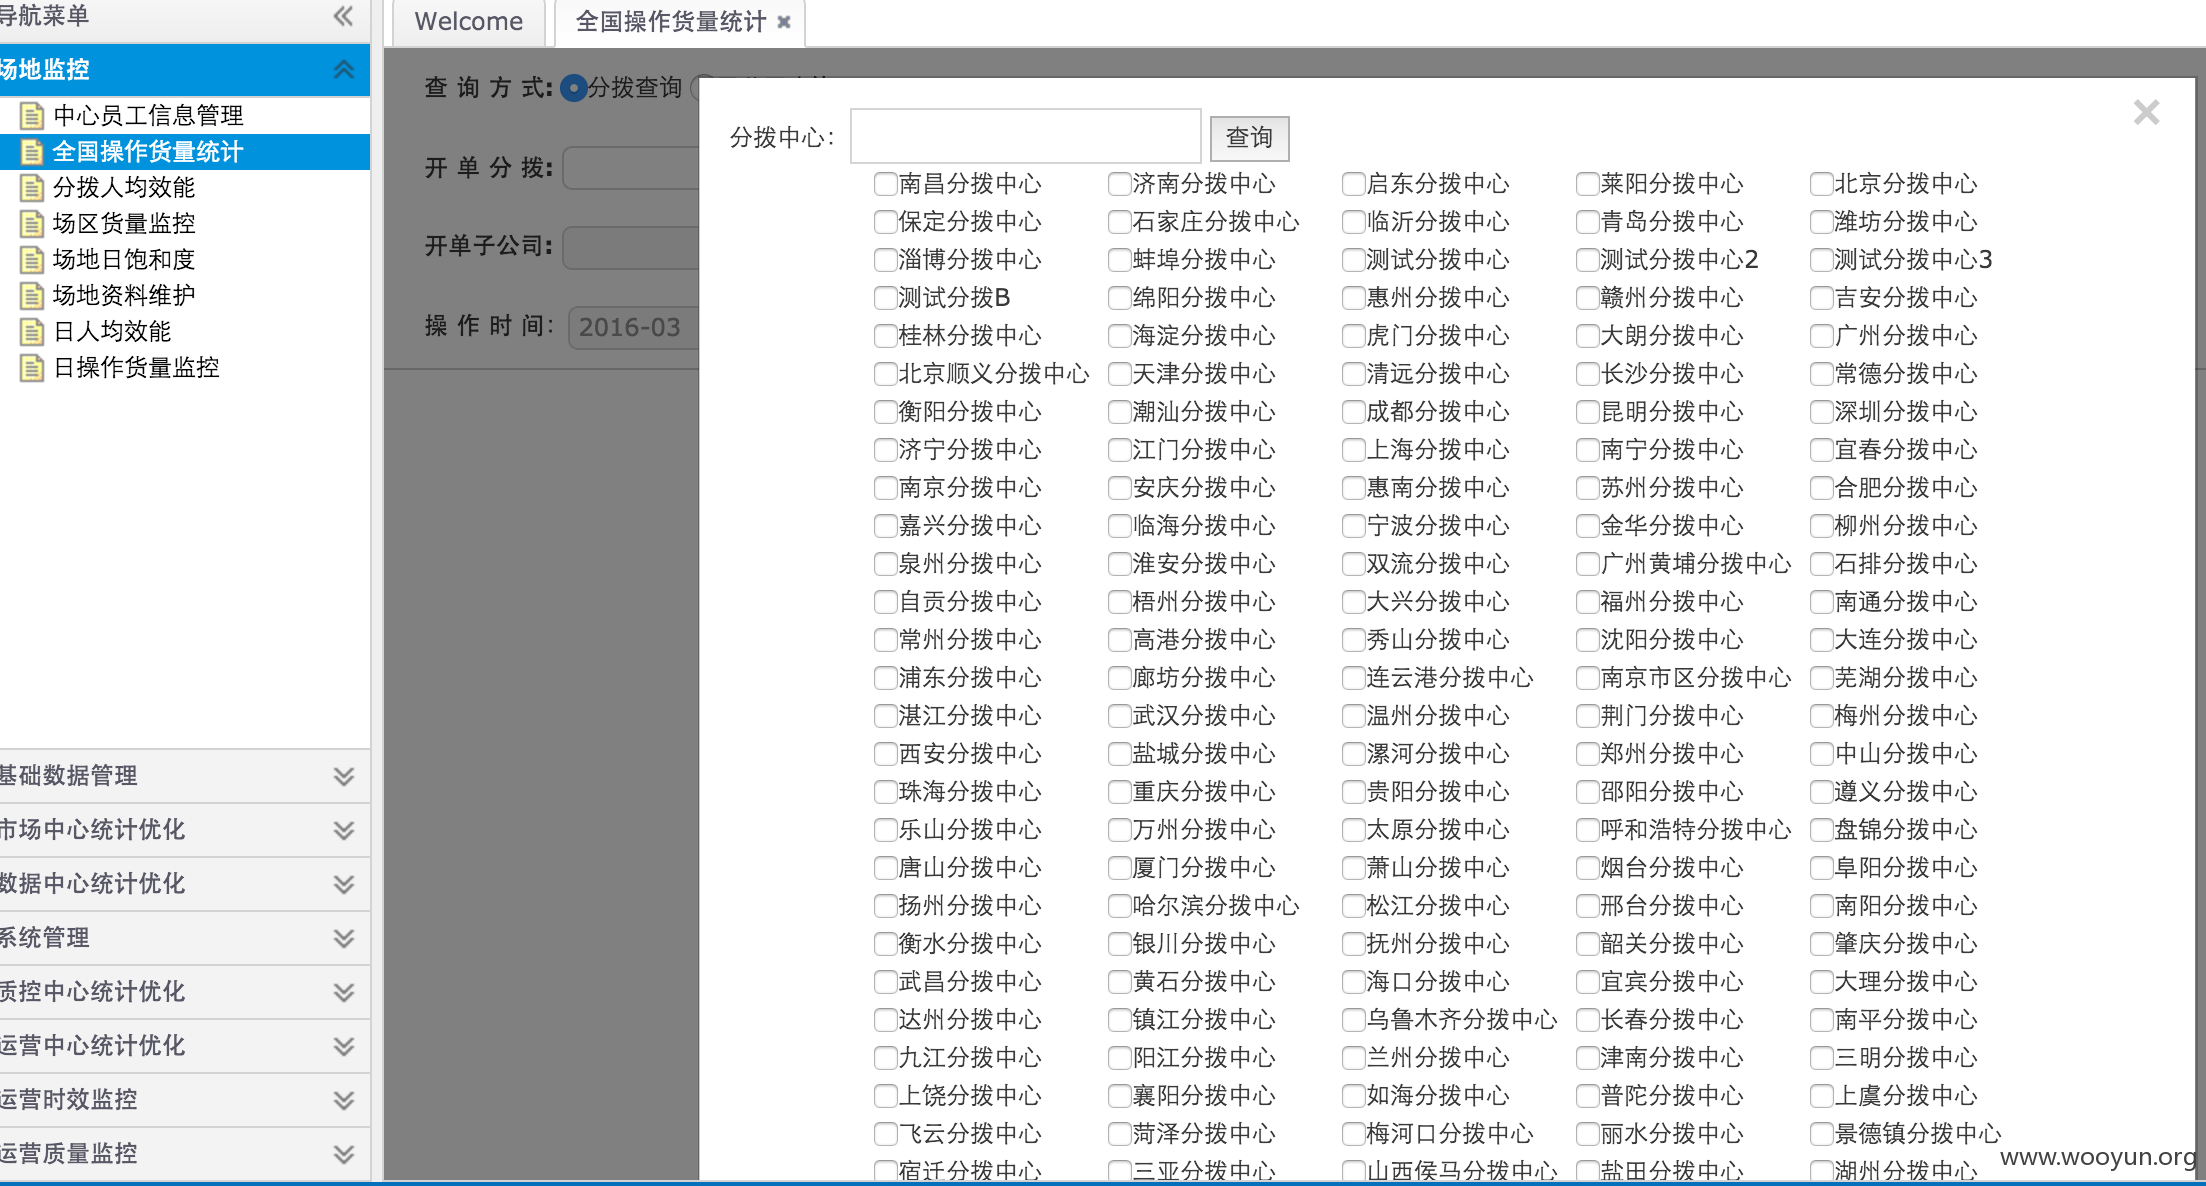 导航菜单
场地监控
中心员工信息管理
全国操作货量统计
分拨人均效能
场区货量监控
场地日饱和度
场地资料维护
日人均效能
日操作货量监控
基础数据管理
市场中心统计优化
数据中心统计优化
系统管理
质控中心统计优化
运营中心统计优化
运营时效监控
运营质量监控
Welcome 全国操作货量统计
查 询 方 式: 分拨查询
开 单 分 拨:
开单子公司:
操 作 时 间: 2016-03
分拨中心: 查询
南昌分拨中心 济南分拨中心 启东分拨中心 莱阳分拨中心 北京分拨中心
保定分拨中心 石家庄分拨中心 临沂分拨中心 青岛分拨中心 潍坊分拨中心
淄博分拨中心 蚌埠分拨中心 测试分拨中心 测试分拨中心2 测试分拨中心3
测试分拨B 绵阳分拨中心 惠州分拨中心 赣州分拨中心 吉安分拨中心
桂林分拨中心 海淀分拨中心 虎门分拨中心 大朗分拨中心 广州分拨中心
北京顺义分拨中心 天津分拨中心 清远分拨中心 长沙分拨中心 常德分拨中心
衡阳分拨中心 潮汕分拨中心 成都分拨中心 昆明分拨中心 深圳分拨中心
济宁分拨中心 江门分拨中心 上海分拨中心 南宁分拨中心 宜春分拨中心
南京分拨中心 安庆分拨中心 惠南分拨中心 苏州分拨中心 合肥分拨中心
嘉兴分拨中心 临海分拨中心 宁波分拨中心 金华分拨中心 柳州分拨中心
泉州分拨中心 淮安分拨中心 双流分拨中心 广州黄埔分拨中心 石排分拨中心
自贡分拨中心 梧州分拨中心 大兴分拨中心 福州分拨中心 南通分拨中心
常州分拨中心 高港分拨中心 秀山分拨中心 沈阳分拨中心 大连分拨中心
浦东分拨中心 廊坊分拨中心 连云港分拨中心 南京市区分拨中心 芜湖分拨中心
湛江分拨中心 武汉分拨中心 温州分拨中心 荆门分拨中心 梅州分拨中心
西安分拨中心 盐城分拨中心 漯河分拨中心 郑州分拨中心 中山分拨中心
珠海分拨中心 重庆分拨中心 贵阳分拨中心 邵阳分拨中心 遵义分拨中心
乐山分拨中心 万州分拨中心 太原分拨中心 呼和浩特分拨中心 盘锦分拨中心
唐山分拨中心 厦门分拨中心 萧山分拨中心 烟台分拨中心 阜阳分拨中心
扬州分拨中心 哈尔滨分拨中心 松江分拨中心 邢台分拨中心 南阳分拨中心
衡水分拨中心 银川分拨中心 抚州分拨中心 韶关分拨中心 肇庆分拨中心
武昌分拨中心 黄石分拨中心 海口分拨中心 宜宾分拨中心 大理分拨中心
达州分拨中心 镇江分拨中心 乌鲁木齐分拨中心 长春分拨中心 南平分拨中心
九江分拨中心 阳江分拨中心 兰州分拨中心 津南分拨中心 三明分拨中心
上饶分拨中心 襄阳分拨中心 如海分拨中心 普陀分拨中心 上虞分拨中心
飞云分拨中心 菏泽分拨中心 梅河口分拨中心 丽水分拨中心 景德镇分拨中心
宿迁分拨中心 三亚分拨中心 山西侯马分拨中心 盐田分拨中心 湖州分拨中心
www.wooyun.org